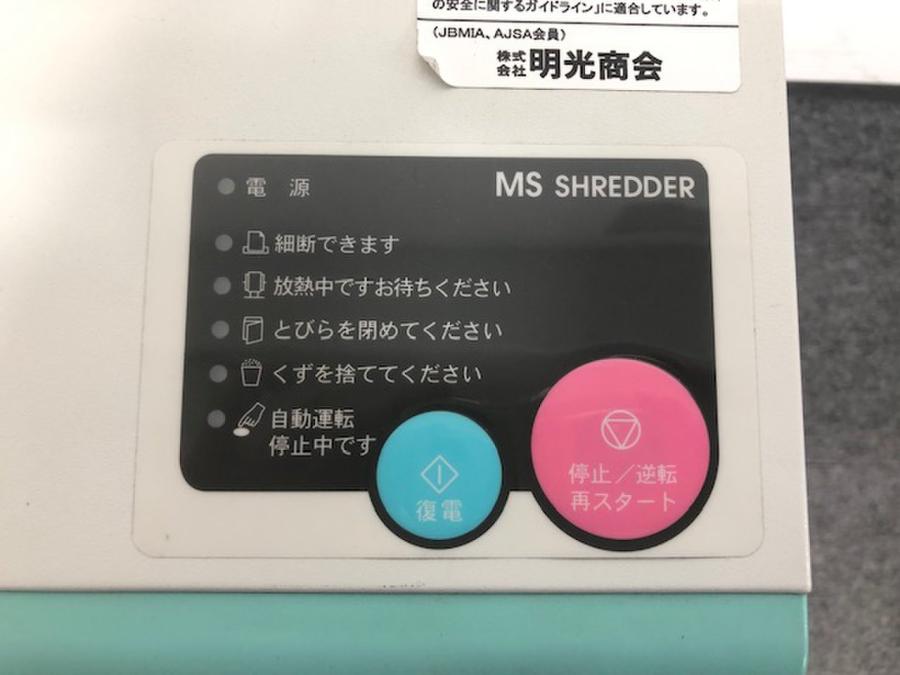 の安全に関するガイドライン」に適合しています。
（JBMIA、AJSA会員）
株式会社明光商会
電　源
MS SHREDDER
細断できます
放熱中ですお待ちください
とびらを閉めてください
くずを捨ててください
自動運転
停止中です
復電
停止／逆転
再スタート